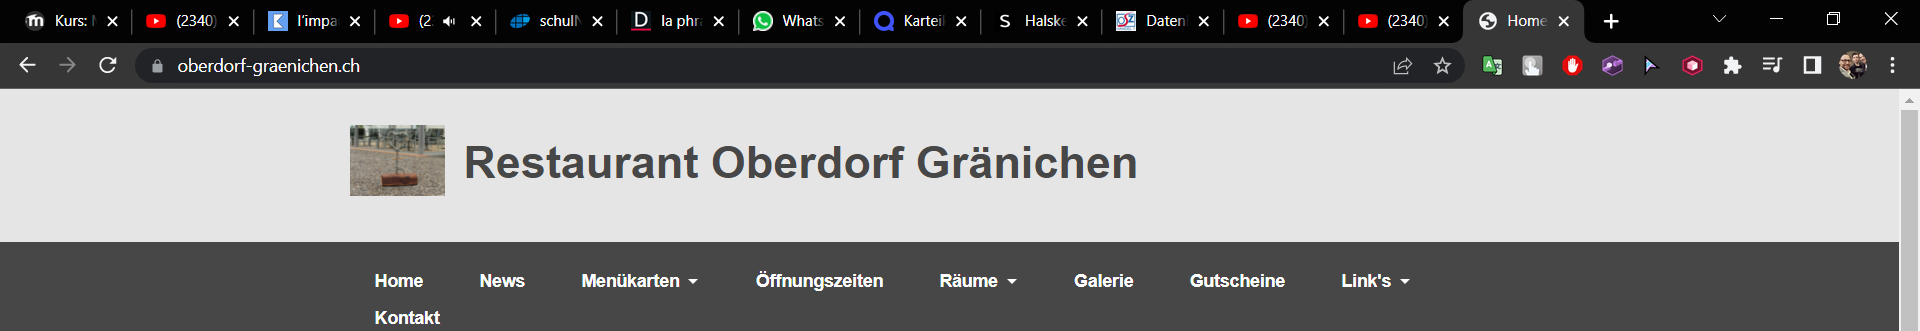 Kurs: M (2340) l'impa (2 schulN la phra Whats Kartei Halske Daten (2340) (2340) Home
oberdorf-graenichen.ch
Restaurant Oberdorf Gränichen
Home News Menükarten Öffnungszeiten Räume Galerie Gutscheine Link's
Kontakt